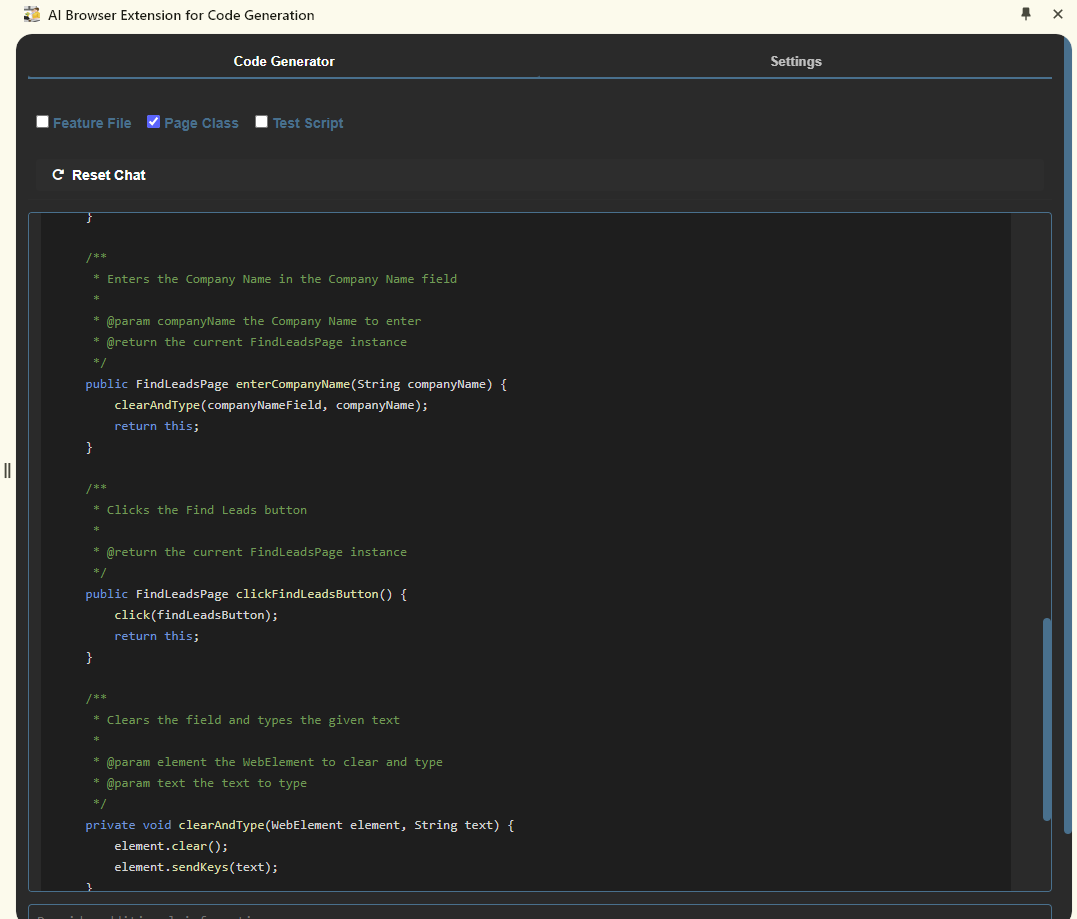 AI Browser Extension for Code Generation
Code Generator
Settings
Feature File
Page Class
Test Script
Reset Chat
}
/**
* Enters the Company Name in the Company Name field
*
* @param companyName the Company Name to enter
* @return the current FindLeadsPage instance
*/
public FindLeadsPage enterCompanyName(String companyName) {
clearAndType(companyNameField, companyName);
return this;
}
/**
* Clicks the Find Leads button
*
* @return the current FindLeadsPage instance
*/
public FindLeadsPage clickFindLeadsButton() {
click(findLeadsButton);
return this;
}
/**
* Clears the field and types the given text
*
* @param element the WebElement to clear and type
* @param text the text to type
*/
private void clearAndType(WebElement element, String text) {
element.clear();
element.sendKeys(text);
}